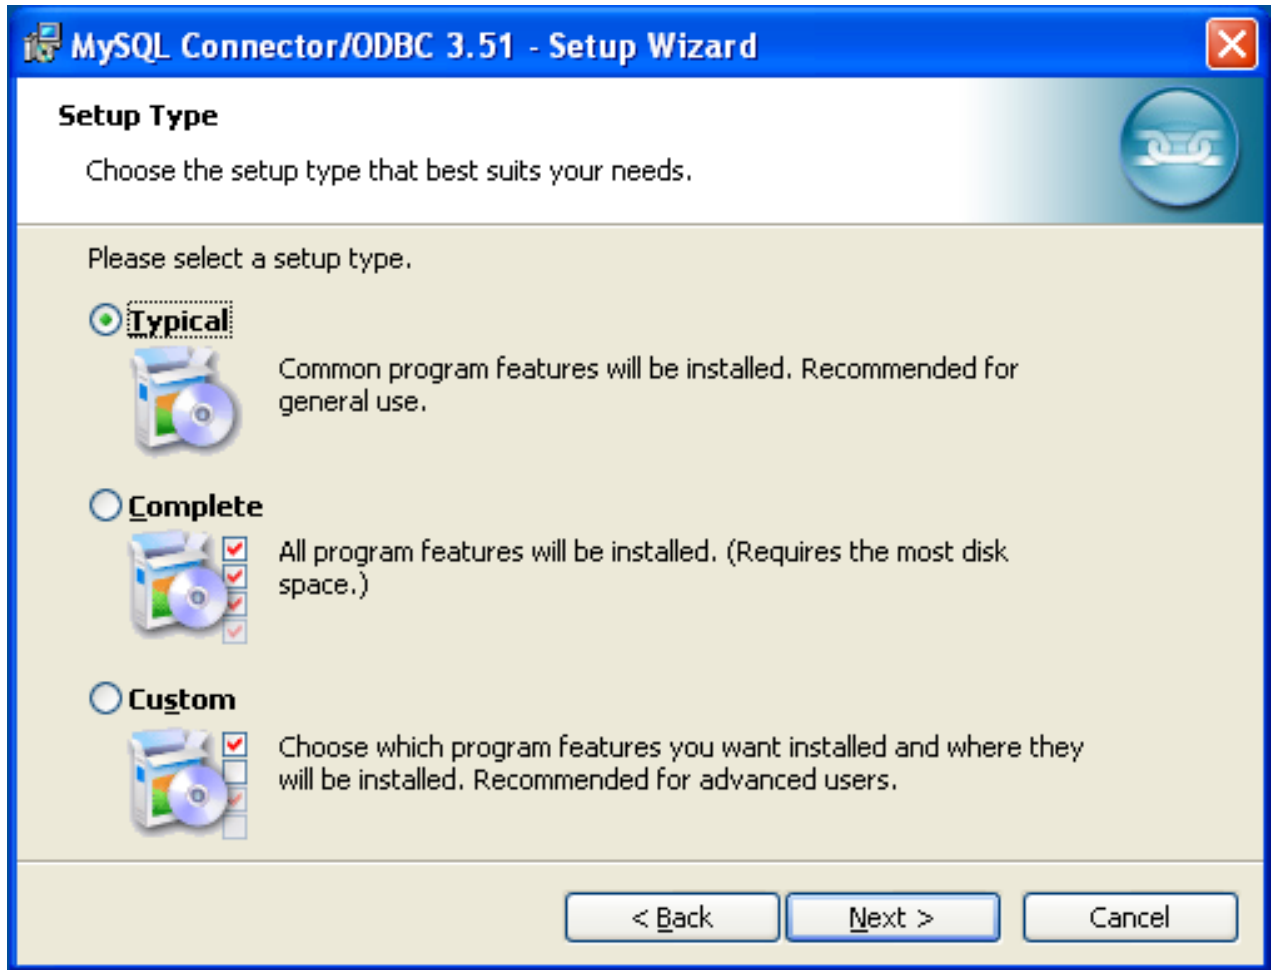 MySQL Connector/ODBC 3.51 - Setup Wizard
Setup Type
Choose the setup type that best suits your needs.
Please select a setup type.
Typical
Common program features will be installed. Recommended for
general use.
Complete
All program features will be installed. (Requires the most disk
space.)
Custom
Choose which program features you want installed and where they
will be installed. Recommended for advanced users.
< Back
Next >
Cancel